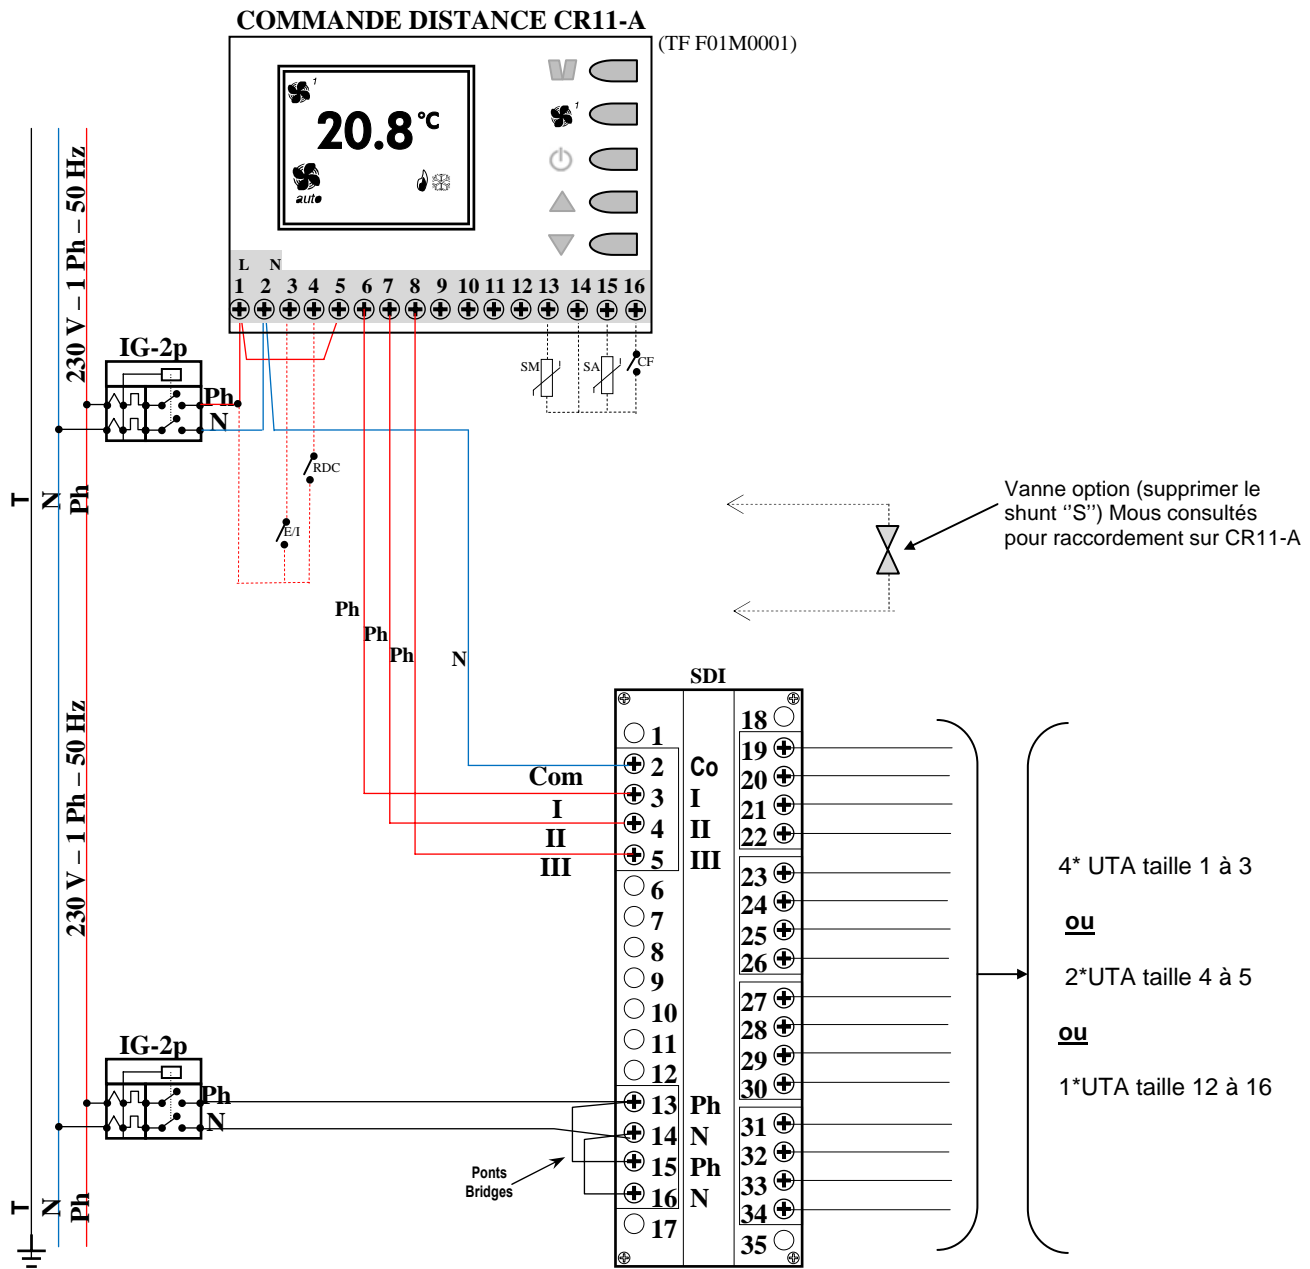 COMMANDE DISTANCE CR11-A
(TF F01M0001)
1
20.8 °C
auto
1
L N
1 2 3 4 5 6 7 8 9 10 11 12 13 14 15 16
230 V – 1 Ph – 50 Hz
IG-2p
Ph
N
SM
SA
CF
RDC
E/I
T
N
Ph
Vanne option (supprimer le
shunt ‘’S’’) Mous consultés
pour raccordement sur CR11-A
Ph
Ph
Ph
N
SDI
230 V – 1 Ph – 50 Hz
1
2 Co
3 I
4 II
5 III
Com
I
II
III
6
7
8
9
10
11
12
13 Ph
14 N
15 Ph
16 N
17
18
19
20
21
22
23
24
25
26
27
28
29
30
31
32
33
34
35
4* UTA taille 1 à 3
ou
2*UTA taille 4 à 5
ou
1*UTA taille 12 à 16
IG-2p
Ph
N
Ponts
Bridges
T
N
Ph